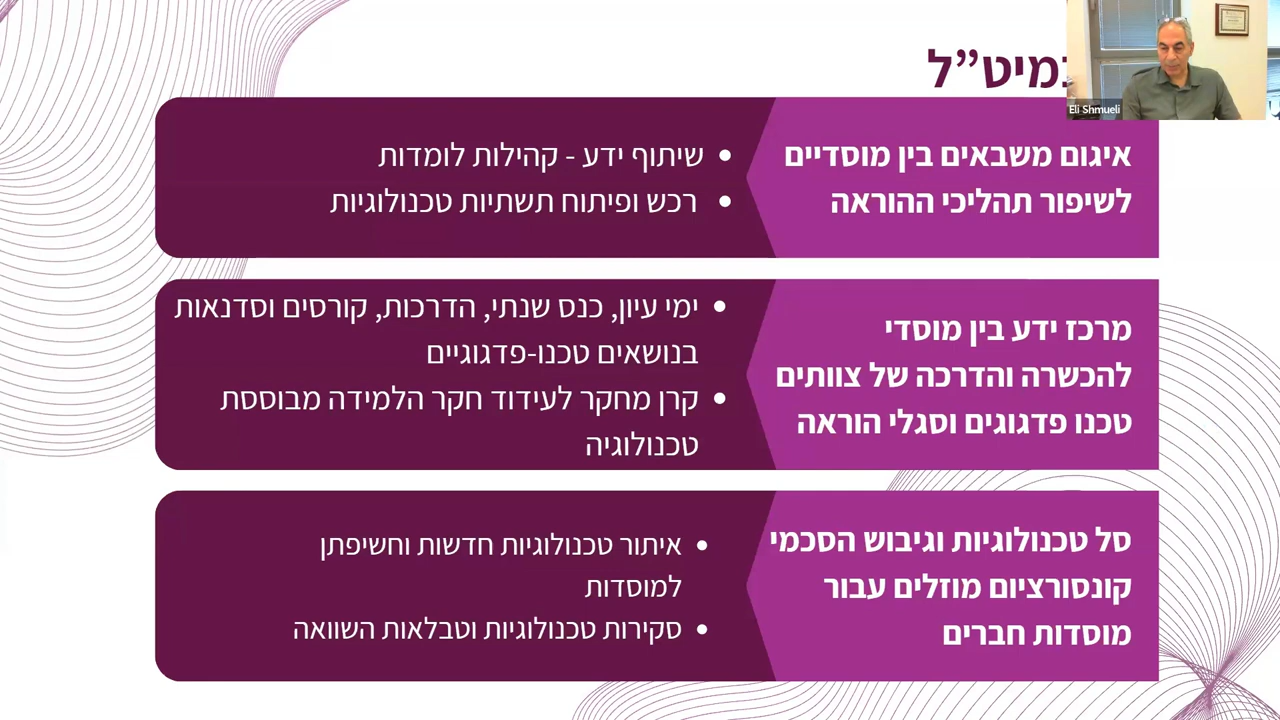 מיט"ל
Eli Shmueli
איגום משבאים בין מוסדיים
לשיפור תהליכי ההוראה
• שיתוף ידע - קהילות לומדות
• רכש ופיתוח תשתיות טכנולוגיות
מרכז ידע בין מוסדי
להכשרה והדרכה של צוותים
טכנו פדגוגים וסגלי הוראה
• ימי עיון, כנס שנתי, הדרכות, קורסים וסדנאות
בנושאים טכנו-פדגוגיים
• קרן מחקר לעידוד חקר הלמידה מבוססת
טכנולוגיה
סל טכנולוגיות וגיבוש הסכמי
קונסורציום מוזלים עבור
מוסדות חברים
• איתור טכנולוגיות חדשות וחשיפתן
למוסדות
• סקירות טכנולוגיות וטבלאות השוואה